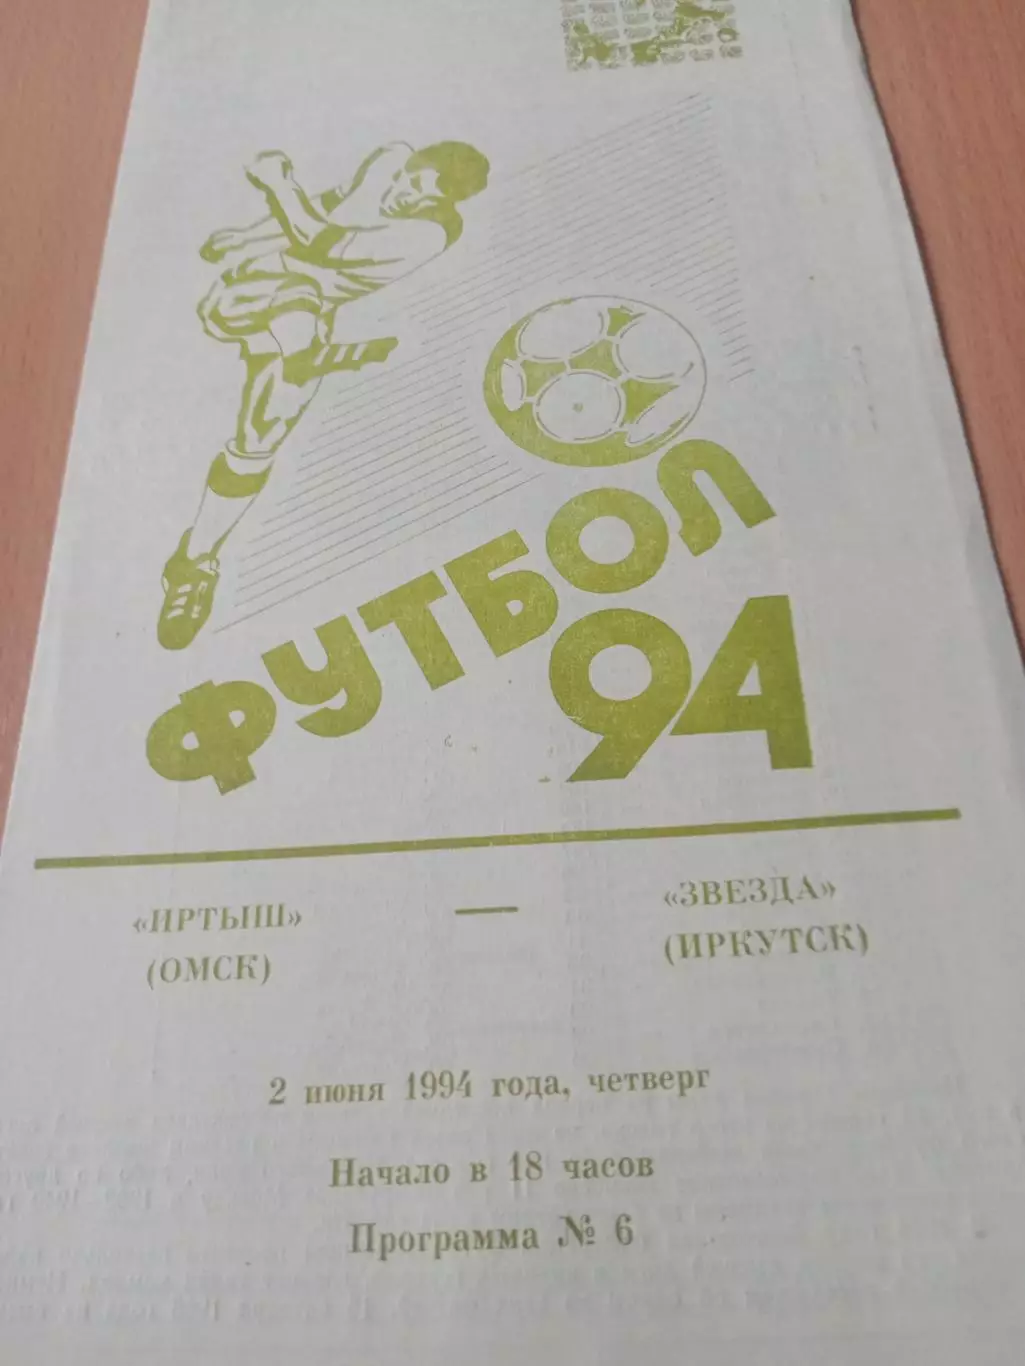 ФУТБОЛ
94
«ИРТЫШ» — «ЗВЕЗДА»
(ОМСК) (ИРКУТСК)
2 июня 1994 года, четверг
Начало в 18 часов
Программа № 6